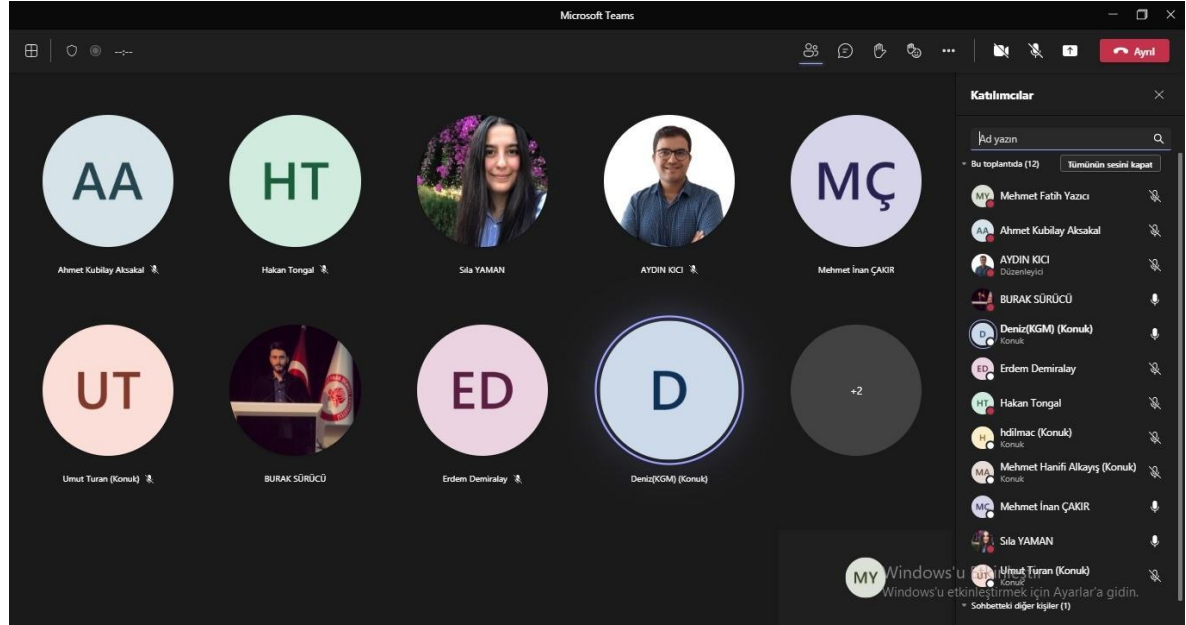 Microsoft Teams
--:--
Ayrıl
Katılımcılar
Ad yazın
Bu toplantıda (12)
Tümünün sesini kapat
AA
HT
MÇ
Ahmet Kubilay Aksakal
Hakan Tongal
Sıla YAMAN
AYDIN KICI
Mehmet İnan ÇAKIR
UT
ED
D
+2
Umut Turan (Konuk)
BURAK SÜRÜCÜ
Erdem Demiralay
Deniz(KGM) (Konuk)
MY
MY
Mehmet Fatih Yazıcı
AA
Ahmet Kubilay Aksakal
AYDIN KICI
Düzenleyici
BURAK SÜRÜCÜ
D
Deniz(KGM) (Konuk)
Konuk
ED
Erdem Demiralay
HT
Hakan Tongal
H
hdilmac (Konuk)
Konuk
MA
Mehmet Hanifi Alkayış (Konuk)
Konuk
MÇ
Mehmet İnan ÇAKIR
Sıla YAMAN
UT
Umut Turan (Konuk)
Konuk
Sohbetteki diğer kişiler (1)
Windows'u Etkinleştir
Windows'u etkinleştirmek için Ayarlar'a gidin.